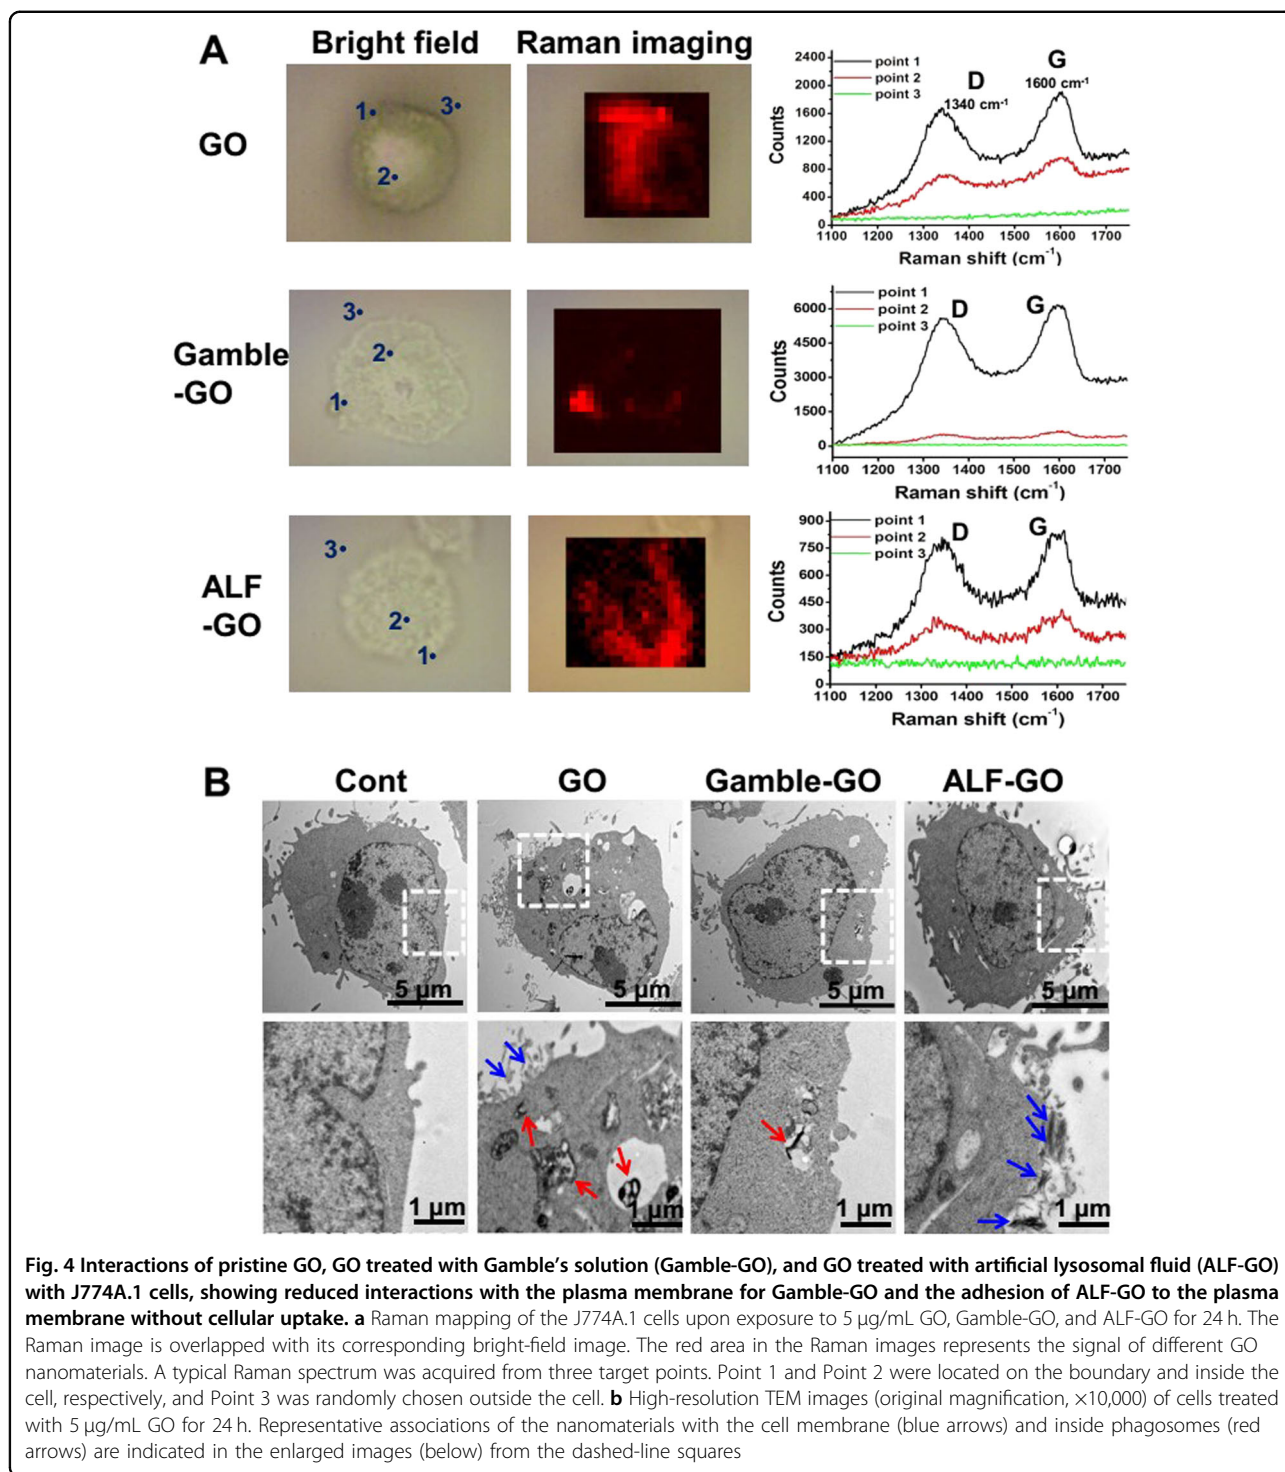 A
Bright field
Raman imaging
GO
1
3
2
2400
2000
1600
1200
800
400
0
Counts
point 1
point 2
point 3
D
1340 cm-1
G
1600 cm-1
1100 1200 1300 1400 1500 1600 1700
Raman shift (cm-1)
Gamble
-GO
3
2
1
6000
4500
3000
1500
0
Counts
point 1
point 2
point 3
D
G
1100 1200 1300 1400 1500 1600 1700
Raman shift (cm-1)
ALF
-GO
3
2
1
900
750
600
450
300
150
0
Counts
point 1
point 2
point 3
D
G
1100 1200 1300 1400 1500 1600 1700
Raman shift (cm-1)
B
Cont
GO
Gamble-GO
ALF-GO
5 μm
5 μm
5 μm
5 μm
1 μm
1 μm
1 μm
1 μm
Fig. 4 Interactions of pristine GO, GO treated with Gamble’s solution (Gamble-GO), and GO treated with artificial lysosomal fluid (ALF-GO)
with J774A.1 cells, showing reduced interactions with the plasma membrane for Gamble-GO and the adhesion of ALF-GO to the plasma
membrane without cellular uptake. a Raman mapping of the J774A.1 cells upon exposure to 5 μg/mL GO, Gamble-GO, and ALF-GO for 24 h. The
Raman image is overlapped with its corresponding bright-field image. The red area in the Raman images represents the signal of different GO
nanomaterials. A typical Raman spectrum was acquired from three target points. Point 1 and Point 2 were located on the boundary and inside the
cell, respectively, and Point 3 was randomly chosen outside the cell. b High-resolution TEM images (original magnification, ×10,000) of cells treated
with 5 μg/mL GO for 24 h. Representative associations of the nanomaterials with the cell membrane (blue arrows) and inside phagosomes (red
arrows) are indicated in the enlarged images (below) from the dashed-line squares